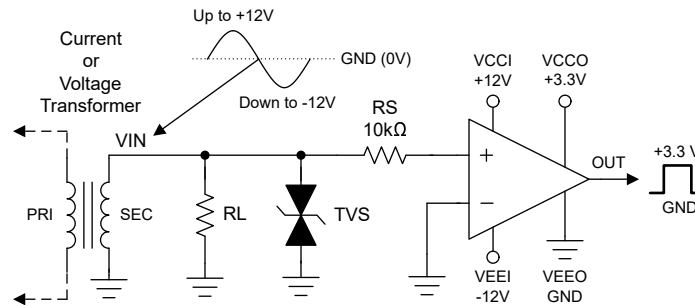 Up to +12V
GND (0V)
Down to -12V
Current
or
Voltage
Transformer
VIN
PRI
SEC
RL
TVS
RS
10kΩ
VCCI
+12V
VCCO
+3.3V
+
−
OUT
VEEI
-12V
VEEO
GND
+3.3 V
GND